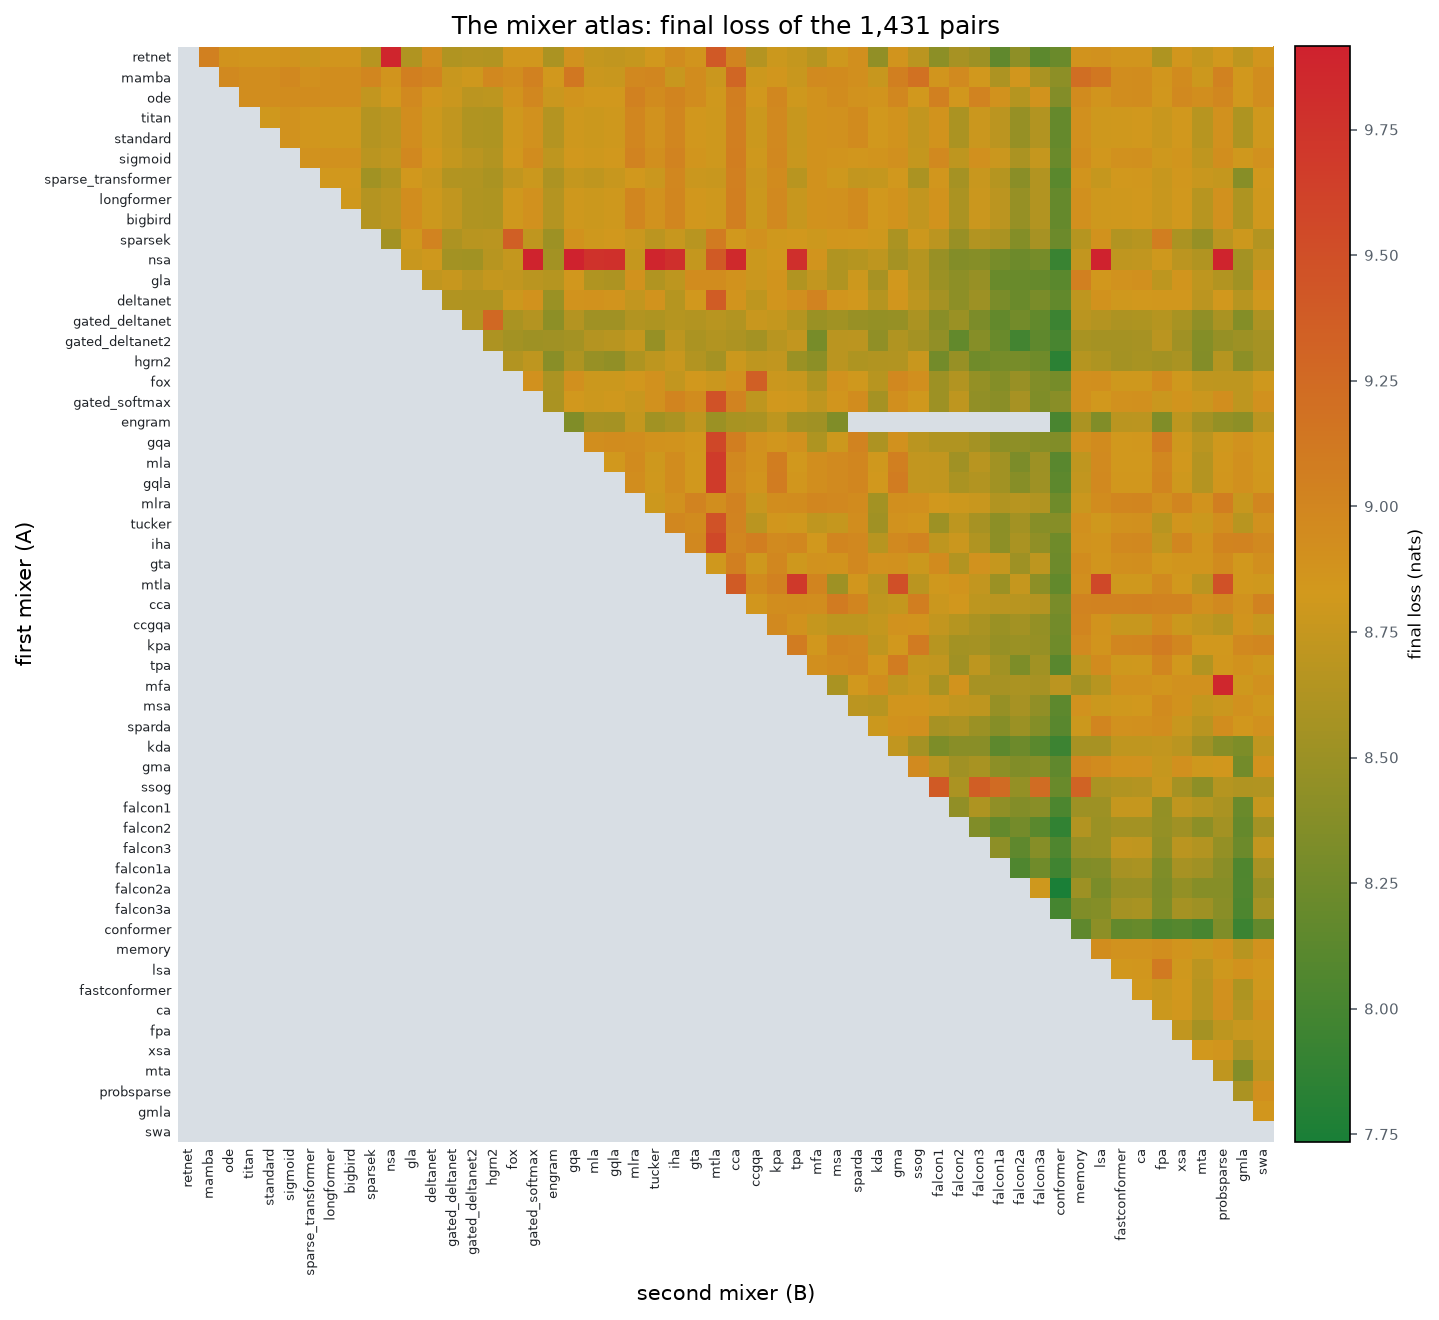 The mixer atlas: final loss of the 1,431 pairs
first mixer (A)
retnet
mamba
ode
titan
standard
sigmoid
sparse_transformer
longformer
bigbird
sparsek
nsa
gla
deltanet
gated_deltanet
gated_deltanet2
hgrn2
fox
gated_softmax
engram
gqa
mla
gqla
mlra
tucker
iha
gta
mtla
cca
ccgqa
kpa
tpa
mfa
msa
sparda
kda
gma
ssog
falcon1
falcon2
falcon3
falcon1a
falcon2a
falcon3a
conformer
memory
lsa
fastconformer
ca
fpa
xsa
mta
probsparse
gmla
swa
retnet
mamba
ode
titan
standard
sigmoid
sparse_transformer
longformer
bigbird
sparsek
nsa
gla
deltanet
gated_deltanet
gated_deltanet2
hgrn2
fox
gated_softmax
engram
gqa
mla
gqla
mlra
tucker
iha
gta
mtla
cca
ccgqa
kpa
tpa
mfa
msa
sparda
kda
gma
ssog
falcon1
falcon2
falcon3
falcon1a
falcon2a
falcon3a
conformer
memory
lsa
fastconformer
ca
fpa
xsa
mta
probsparse
gmla
swa
second mixer (B)
9.75
9.50
9.25
9.00
8.75
8.50
8.25
8.00
7.75
final loss (nats)